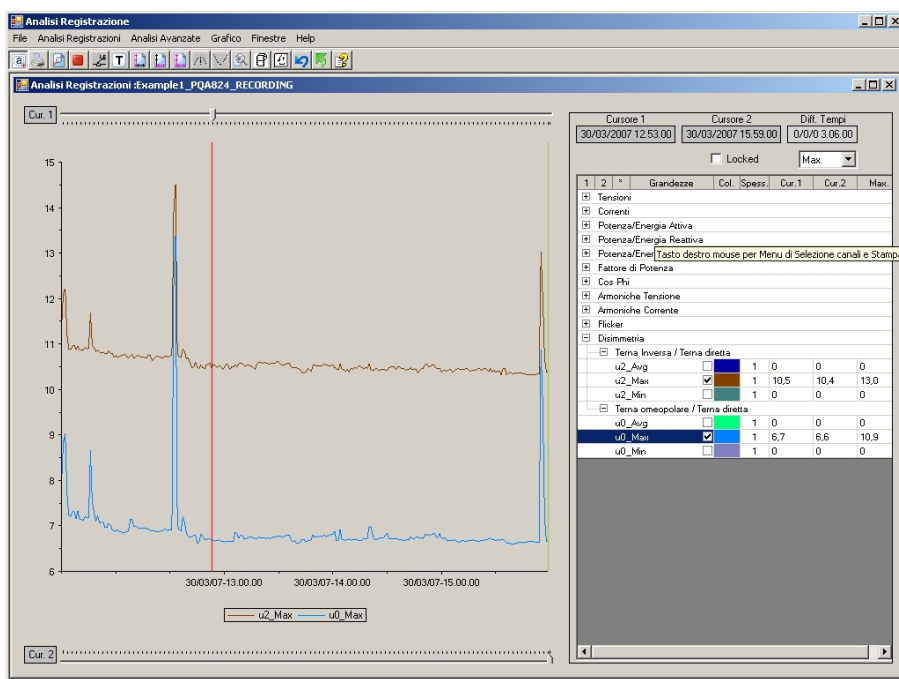 Analisi Registrazione
File Analisi Registrazioni Analisi Avanzate Grafico Finestre Help
Analisi Registrazioni :Example1_PQA824_RECORDING
Cur. 1
15
14
13
12
11
10
9
8
7
6
30/03/07-13.00.00 30/03/07-14.00.00 30/03/07-15.00.00
u2_Max u0_Max
Cur. 2
Cursore 1 Cursore 2 Diff. Tempi
30/03/2007 12.53.00 30/03/2007 15.59.00 0/0/0 3.06.00
Locked Max.
1 2 * Grandezze Col. Spess. Cur.1 Cur.2 Max.
Tensioni
Correnti
Potenza/Energia Attiva
Potenza/Energia Reattiva
Potenza/Ener Tasto destro mouse per Menu di Selezione canali e Stampa
Fattore di Potenza
Cos Phi
Armoniche Tensione
Armoniche Corrente
Flicker
Disimmetria
Terna Inversa / Terna diretta
u2_Avg 1 0 0 0
u2_Max 1 10,5 10,4 13,0
u2_Min 1 0 0 0
Terna omeopolare / Terna diretta
u0_Avg 1 0 0 0
u0_Max 1 6,7 6,6 10,9
u0_Min 1 0 0 0